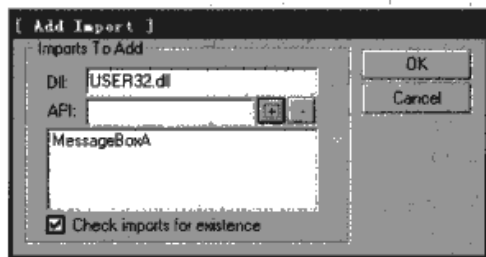 [ Add Import ]
Imports To Add
Dll: USER32.dll
API: + -
MessageBoxA
Check imports for existence
OK
Cancel